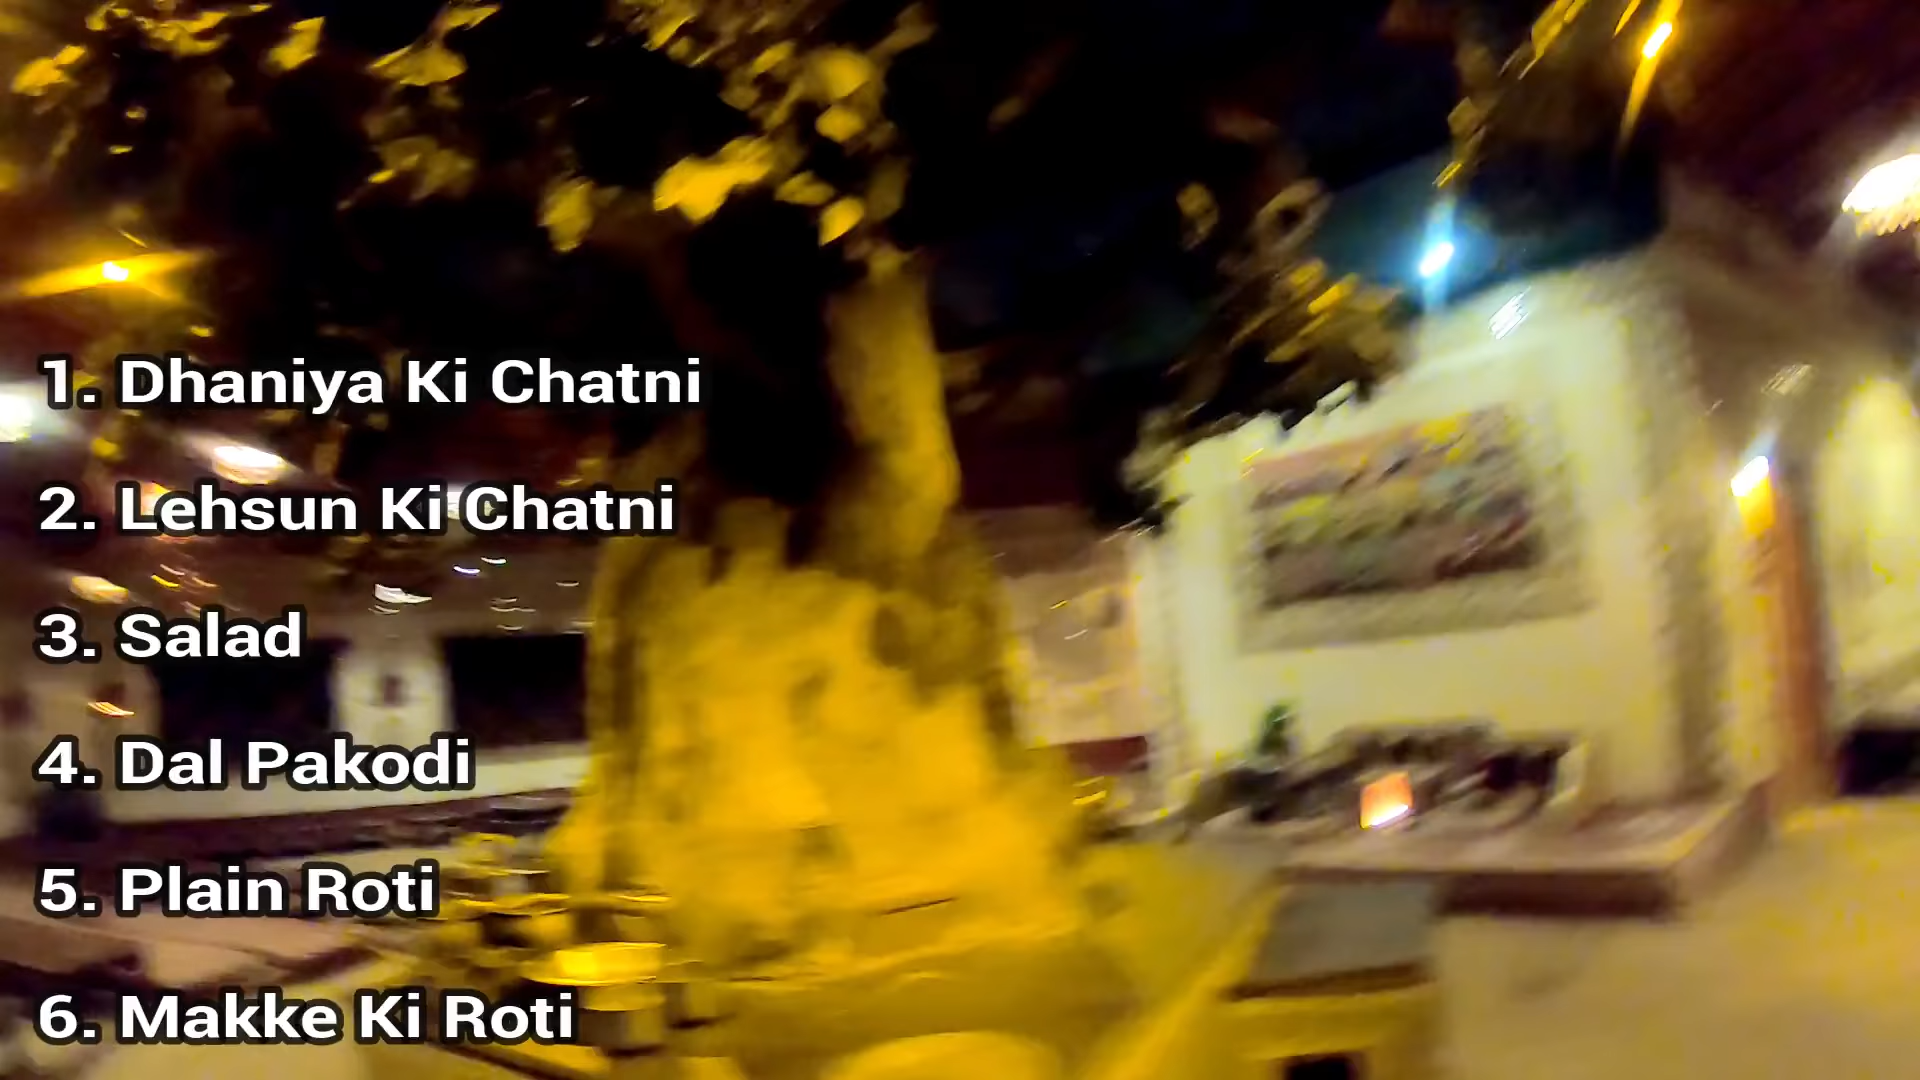 1. Dhaniya Ki Chatni
2. Lehsun Ki Chatni
3. Salad
4. Dal Pakodi
5. Plain Roti
6. Makke Ki Roti